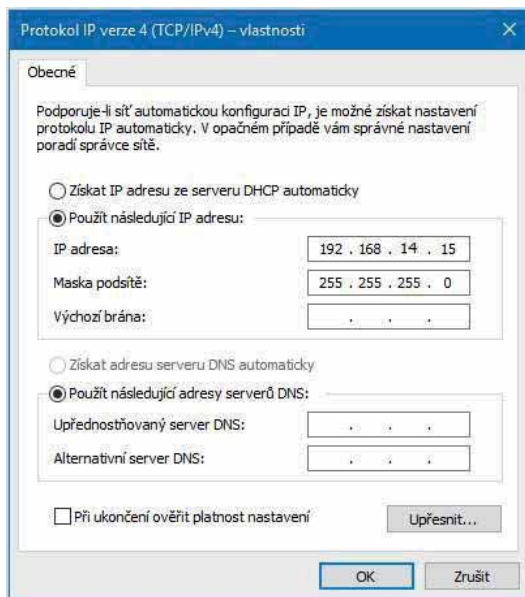 Protokol IP verze 4 (TCP/IPv4) – vlastnosti
Obecné
Podporuje-li síť automatickou konfiguraci IP, je možné získat nastavení
protokolu IP automaticky. V opačném případě vám správné nastavení
poradí správce sítě.
Získat IP adresu ze serveru DHCP automaticky
Použít následující IP adresu:
IP adresa: 192 . 168 . 14 . 15
Maska podsítě: 255 . 255 . 255 . 0
Výchozí brána: . . .
Získat adresu serveru DNS automaticky
Použít následující adresy serverů DNS:
Upřednostňovaný server DNS: . . .
Alternativní server DNS: . . .
Při ukončení ověřit platnost nastavení Upřesnit...
OK Zrušit